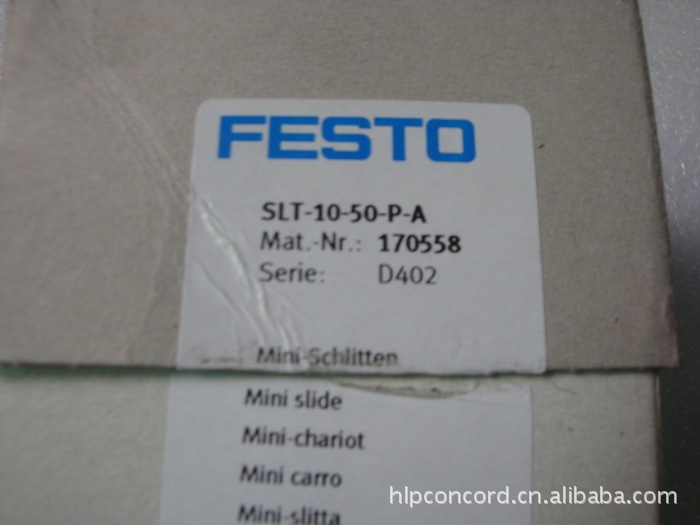 FESTO
SLT-10-50-P-A
Mat.-Nr.: 170558
Serie: D402
Mini-Schlitten
Mini slide
Mini-chariot
Mini carro
Mini-slitta
hlpconcord.cn.alibaba.com